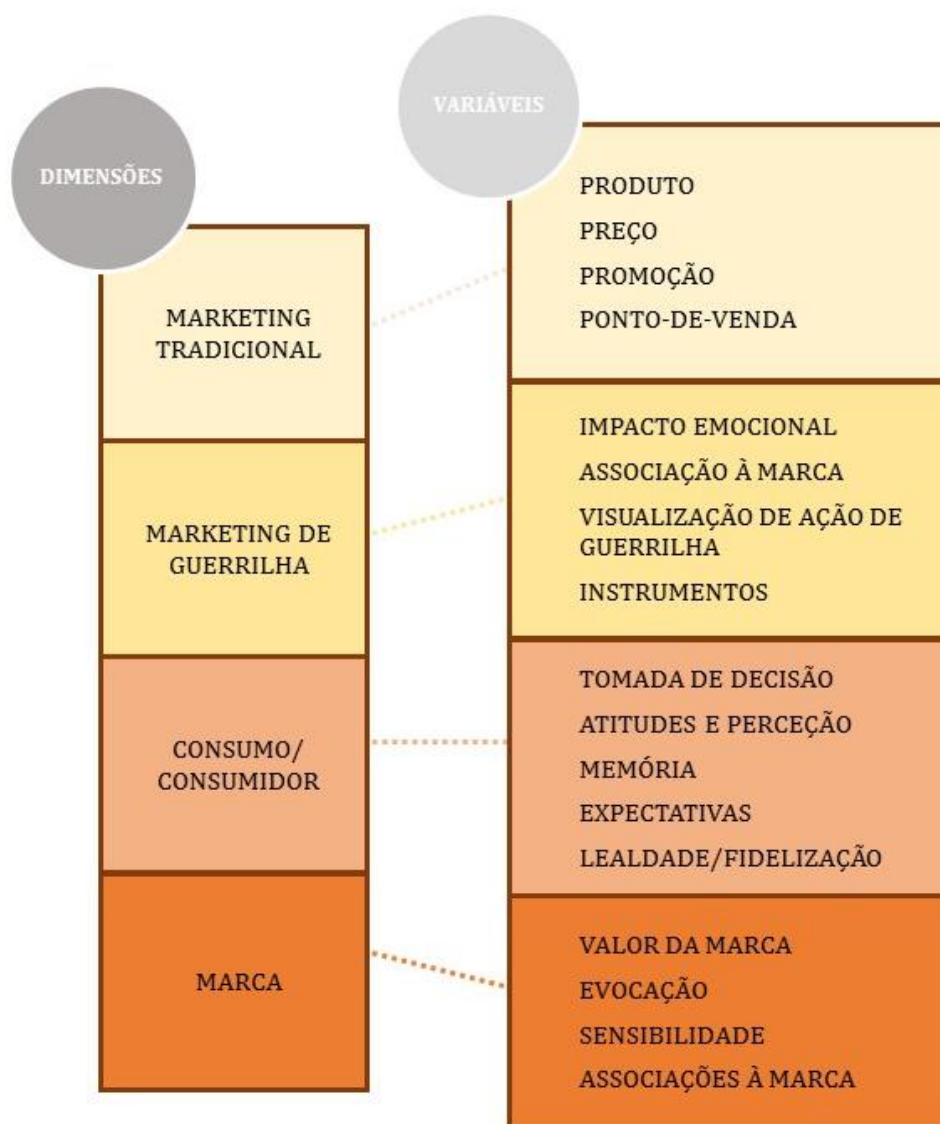 VARIÁVEIS
DIMENSÕES
MARKETING
TRADICIONAL
PRODUTO
PREÇO
PROMOÇÃO
PONTO-DE-VENDA
MARKETING DE
GUERRILHA
IMPACTO EMOCIONAL
ASSOCIAÇÃO À MARCA
VISUALIZAÇÃO DE AÇÃO DE
GUERRILHA
INSTRUMENTOS
CONSUMO/
CONSUMIDOR
TOMADA DE DECISÃO
ATITUDES E PERCEÇÃO
MEMÓRIA
EXPECTATIVAS
LEALDADE/FIDELIZAÇÃO
MARCA
VALOR DA MARCA
EVOCAÇÃO
SENSIBILIDADE
ASSOCIAÇÕES À MARCA